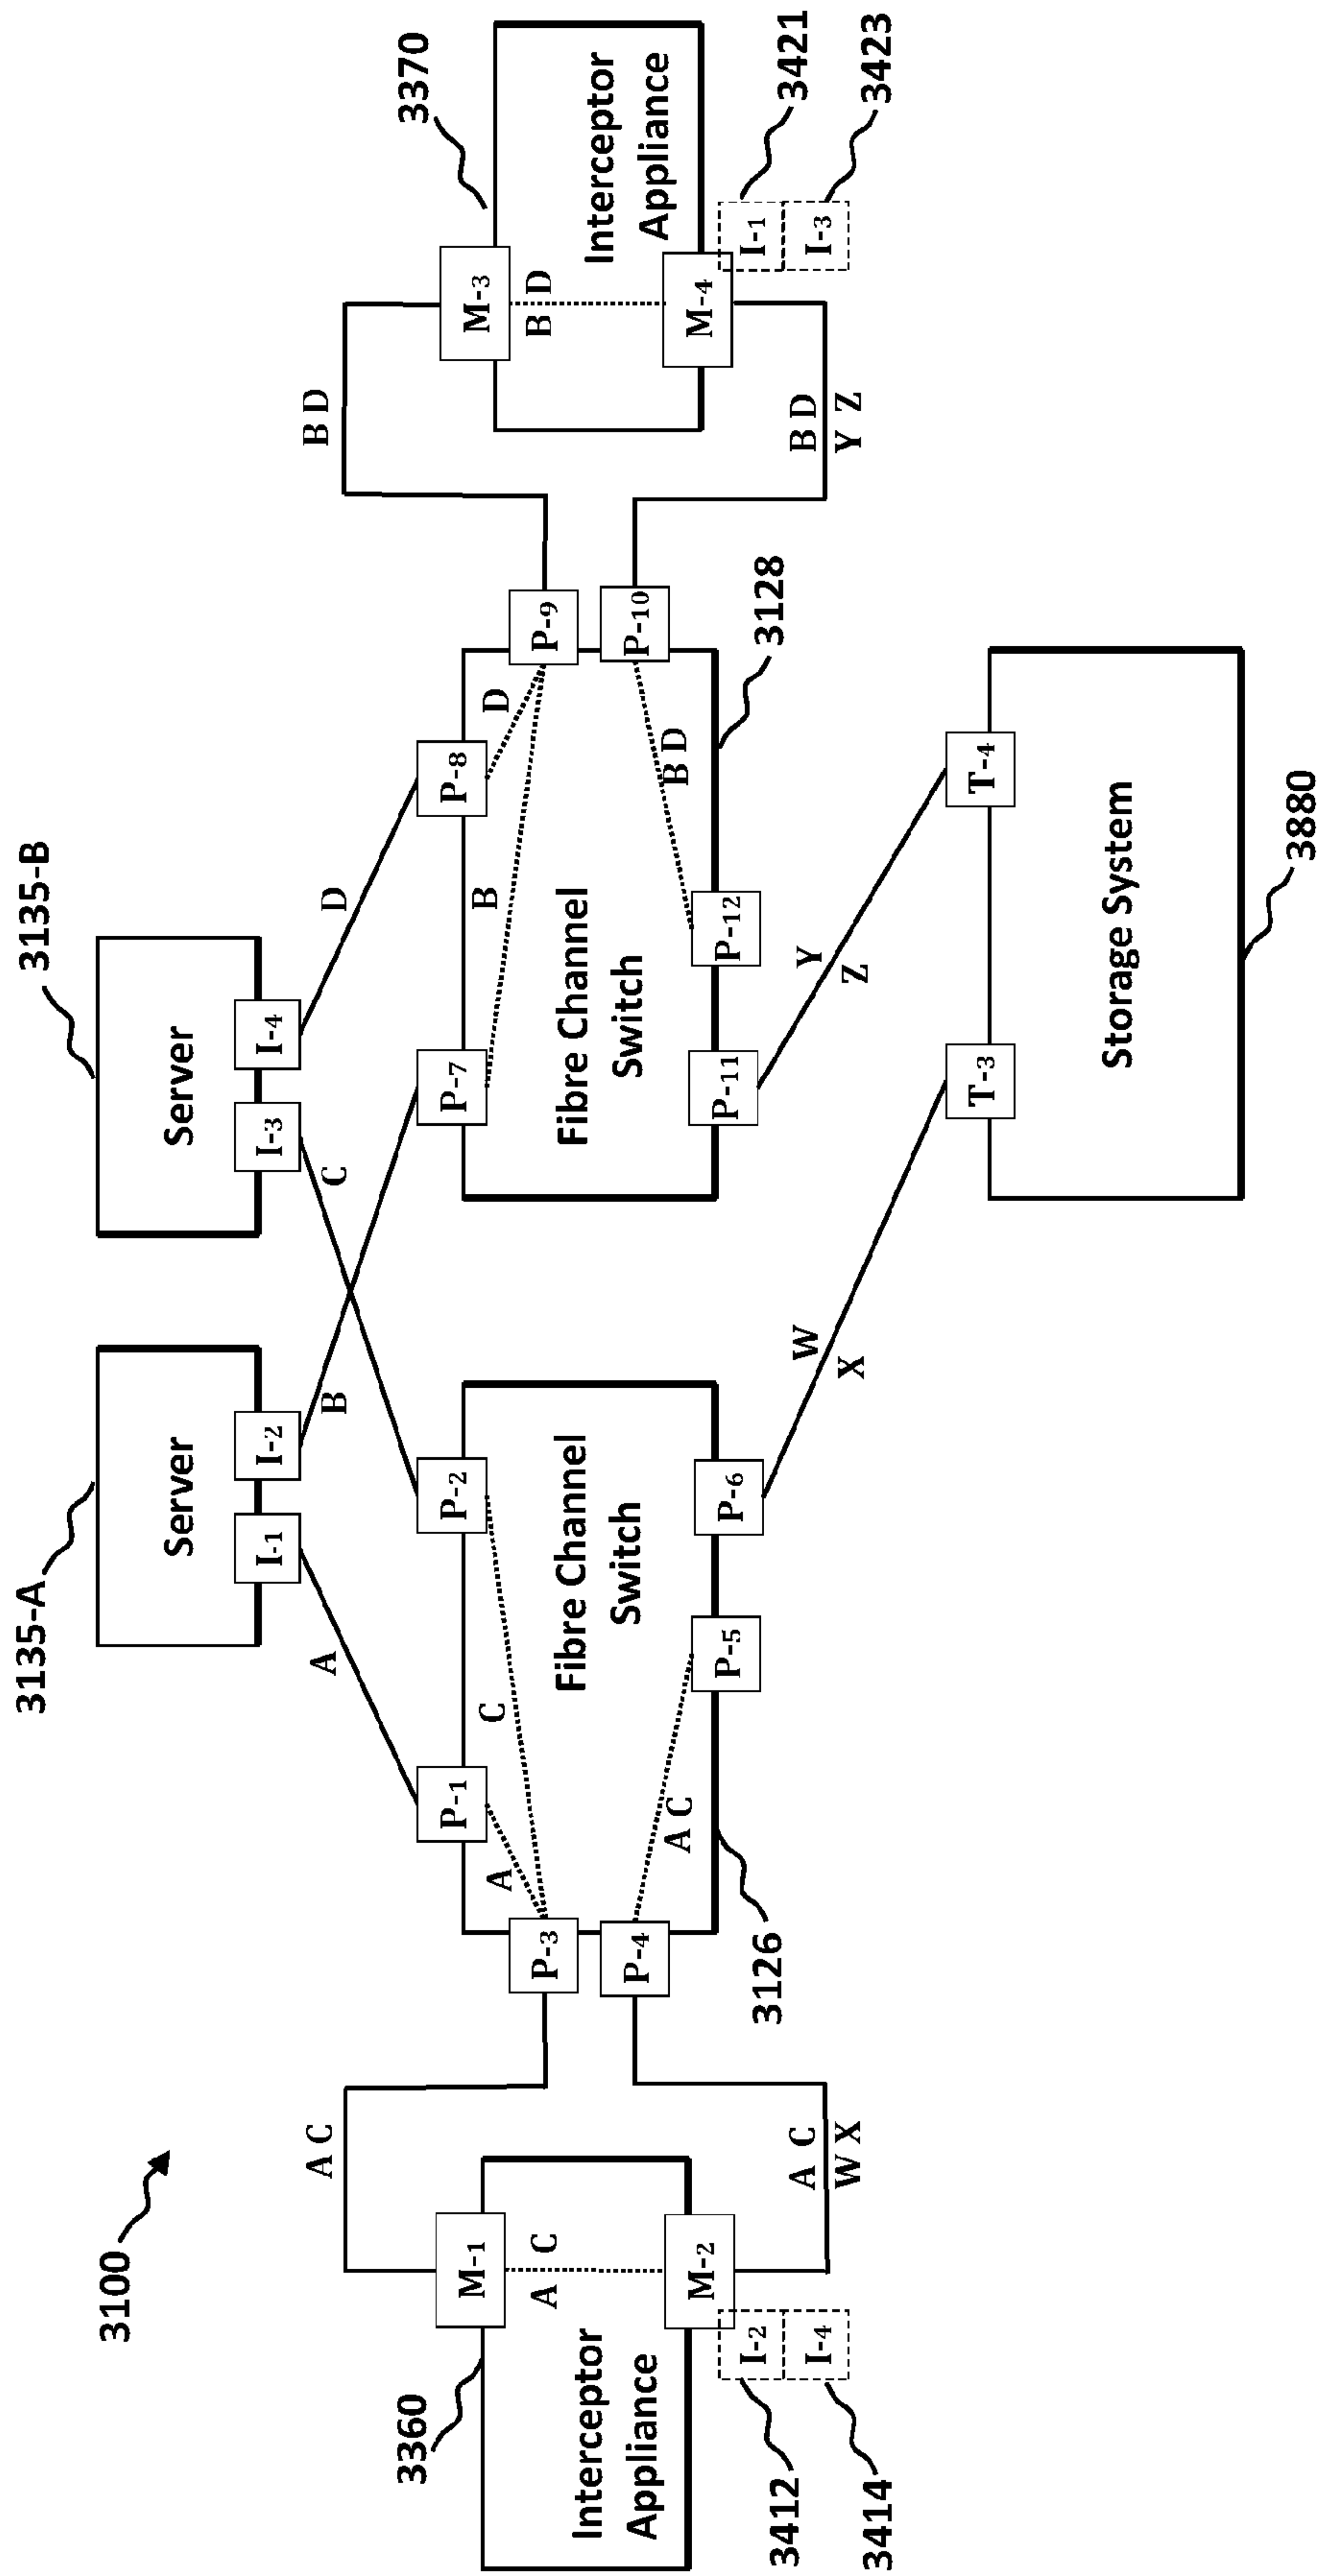 3100
3135-A
3135-B
Server
I-1
I-2
Server
I-3
I-4
A
B
C
D
A C
B D
3360
3370
M-1
P-1
P-2
P-7
P-8
M-3
A C
A
C
B
D
B D
Interceptor
Appliance
P-3
Fibre Channel
Switch
Fibre Channel
Switch
P-9
Interceptor
Appliance
P-4
P-10
M-2
A C
B D
M-4
P-5
P-6
P-11
P-12
I-2
I-4
I-1
I-3
3412
3414
3421
3423
A C
W X
3126
W
X
Y
Z
3128
B D
Y Z
T-3
T-4
Storage System
3880